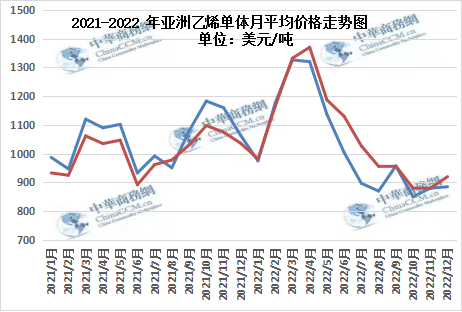 2021-2022 年亚洲乙烯单体月平均价格走势图
单位：美元/吨
1500
1400
1300
1200
1100
1000
900
800
700
中華商務網
ChinaCCM.cn
中華商務網
ChinaCCM.cn
中華商務網
ChinaCCM.cn
中華商務網
ChinaCCM.cn
2021/1月
2021/2月
2021/3月
2021/4月
2021/5月
2021/6月
2021/7月
2021/8月
2021/9月
2021/10月
2021/11月
2021/12月
2022/1月
2022/2月
2022/3月
2022/4月
2022/5月
2022/6月
2022/7月
2022/8月
2022/9月
2022/10月
2022/11月
2022/12月